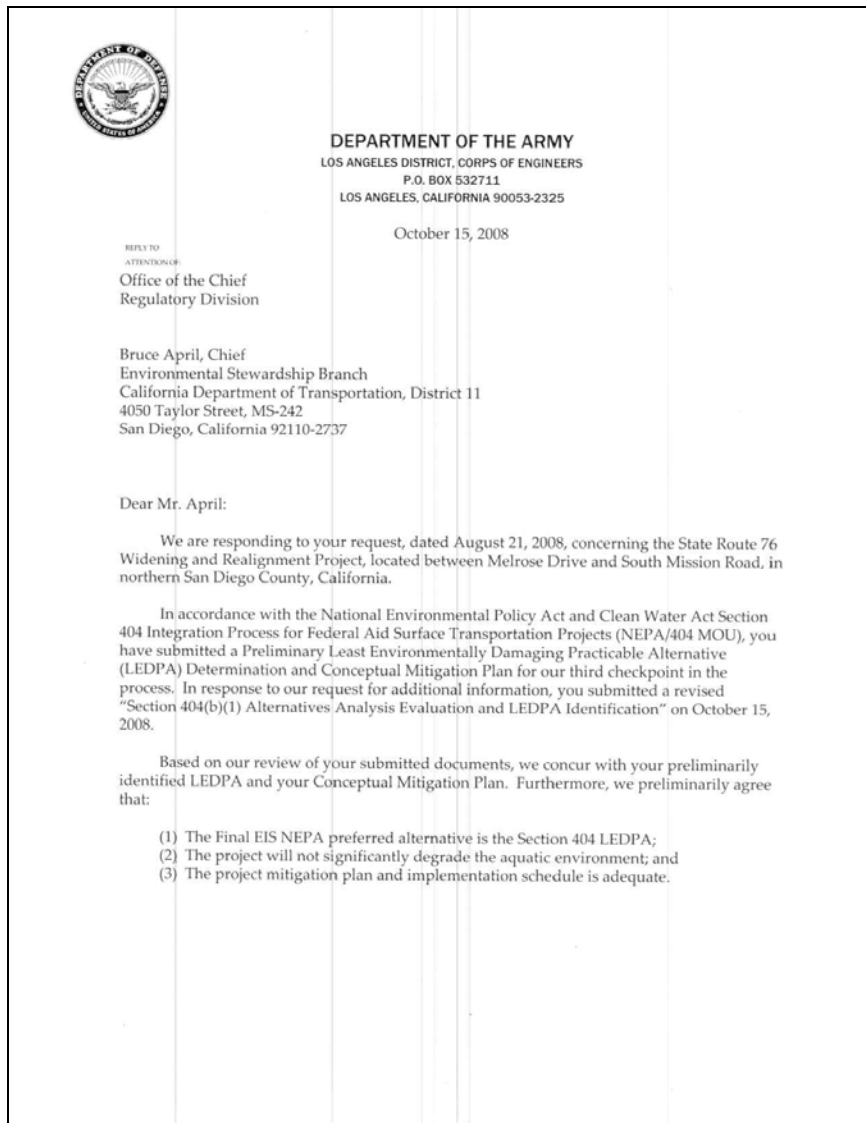 DEPARTMENT OF DEFENSE
UNITED STATES OF AMERICA
DEPARTMENT OF THE ARMY
LOS ANGELES DISTRICT, CORPS OF ENGINEERS
P.O. BOX 532711
LOS ANGELES, CALIFORNIA 90053-2325
October 15, 2008
REPLY TO
ATTENTION OF:
Office of the Chief
Regulatory Division
Bruce April, Chief
Environmental Stewardship Branch
California Department of Transportation, District 11
4050 Taylor Street, MS-242
San Diego, California 92110-2737
Dear Mr. April:
We are responding to your request, dated August 21, 2008, concerning the State Route 76
Widening and Realignment Project, located between Melrose Drive and South Mission Road, in
northern San Diego County, California.
In accordance with the National Environmental Policy Act and Clean Water Act Section
404 Integration Process for Federal Aid Surface Transportation Projects (NEPA/404 MOU), you
have submitted a Preliminary Least Environmentally Damaging Practicable Alternative
(LEDPA) Determination and Conceptual Mitigation Plan for our third checkpoint in the
process. In response to our request for additional information, you submitted a revised
"Section 404(b)(1) Alternatives Analysis Evaluation and LEDPA Identification" on October 15,
2008.
Based on our review of your submitted documents, we concur with your preliminarily
identified LEDPA and your Conceptual Mitigation Plan. Furthermore, we preliminarily agree
that:
(1) The Final EIS NEPA preferred alternative is the Section 404 LEDPA;
(2) The project will not significantly degrade the aquatic environment; and
(3) The project mitigation plan and implementation schedule is adequate.